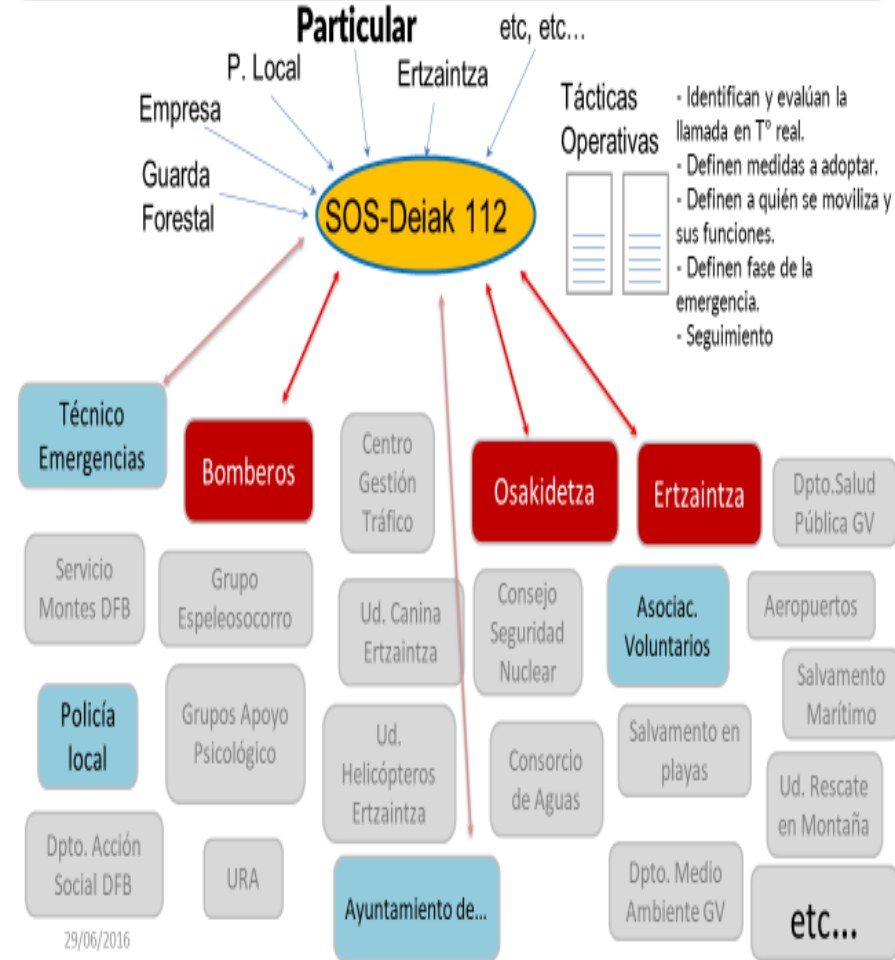 Particular
etc, etc...
P. Local
Ertzaintza
Empresa
Guarda
Forestal
SOS-Deiak 112
Tácticas
Operativas
- Identifican y evalúan la
llamada en Tº real.
- Definen medidas a adoptar.
- Definen a quién se moviliza y
sus funciones.
- Definen fase de la
emergencia.
- Seguimiento
Técnico
Emergencias
Bomberos
Centro
Gestión
Tráfico
Osakidetza
Ertzaintza
Dpto.Salud
Pública GV
Servicio
Montes DFB
Grupo
Espeleosocorro
Ud. Canina
Ertzaintza
Consejo
Seguridad
Nuclear
Asociac.
Voluntarios
Aeropuertos
Salvamento
Marítimo
Policía
local
Grupos Apoyo
Psicológico
Ud.
Helicópteros
Ertzaintza
Consorcio
de Aguas
Salvamento en
playas
Ud. Rescate
en Montaña
Dpto. Acción
Social DFB
URA
Ayuntamiento de...
Dpto. Medio
Ambiente GV
etc...
29/06/2016